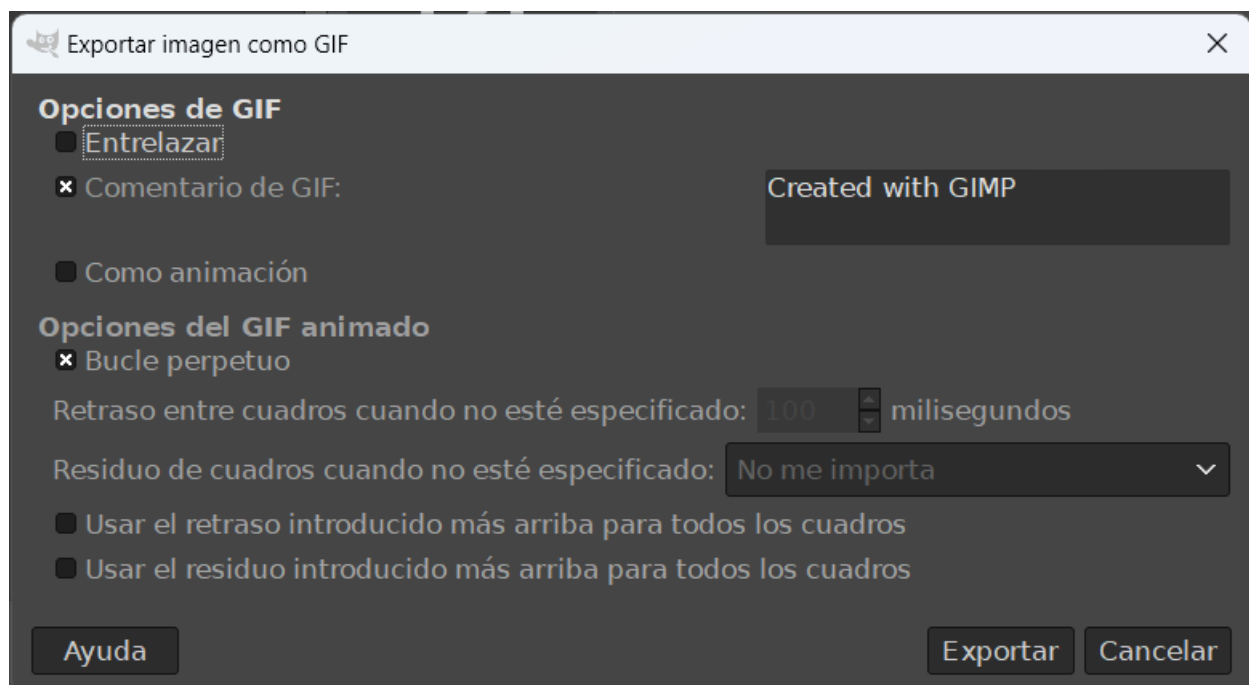 Exportar imagen como GIF
Opciones de GIF
Entrelazar
Comentario de GIF: Created with GIMP
Como animación
Opciones del GIF animado
Bucle perpetuo
Retraso entre cuadros cuando no esté especificado: 100 milisegundos
Residuo de cuadros cuando no esté especificado: No me importa
Usar el retraso introducido más arriba para todos los cuadros
Usar el residuo introducido más arriba para todos los cuadros
Ayuda Exportar Cancelar